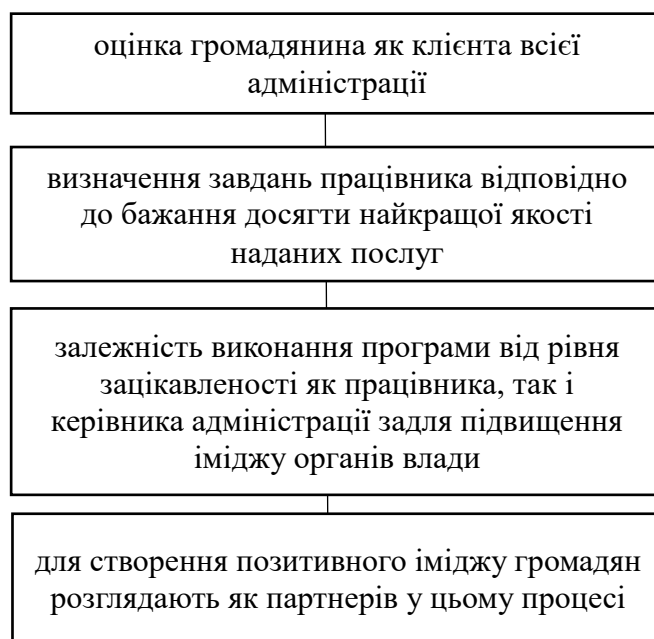 оцінка громадянина як клієнта всієї
адміністрації
визначення завдань працівника відповідно
до бажання досягти найкращої якості
наданих послуг
залежність виконання програми від рівня
зацікавленості як працівника, так і
керівника адміністрації задля підвищення
іміджу органів влади
для створення позитивного іміджу громадян
розглядають як партнерів у цьому процесі